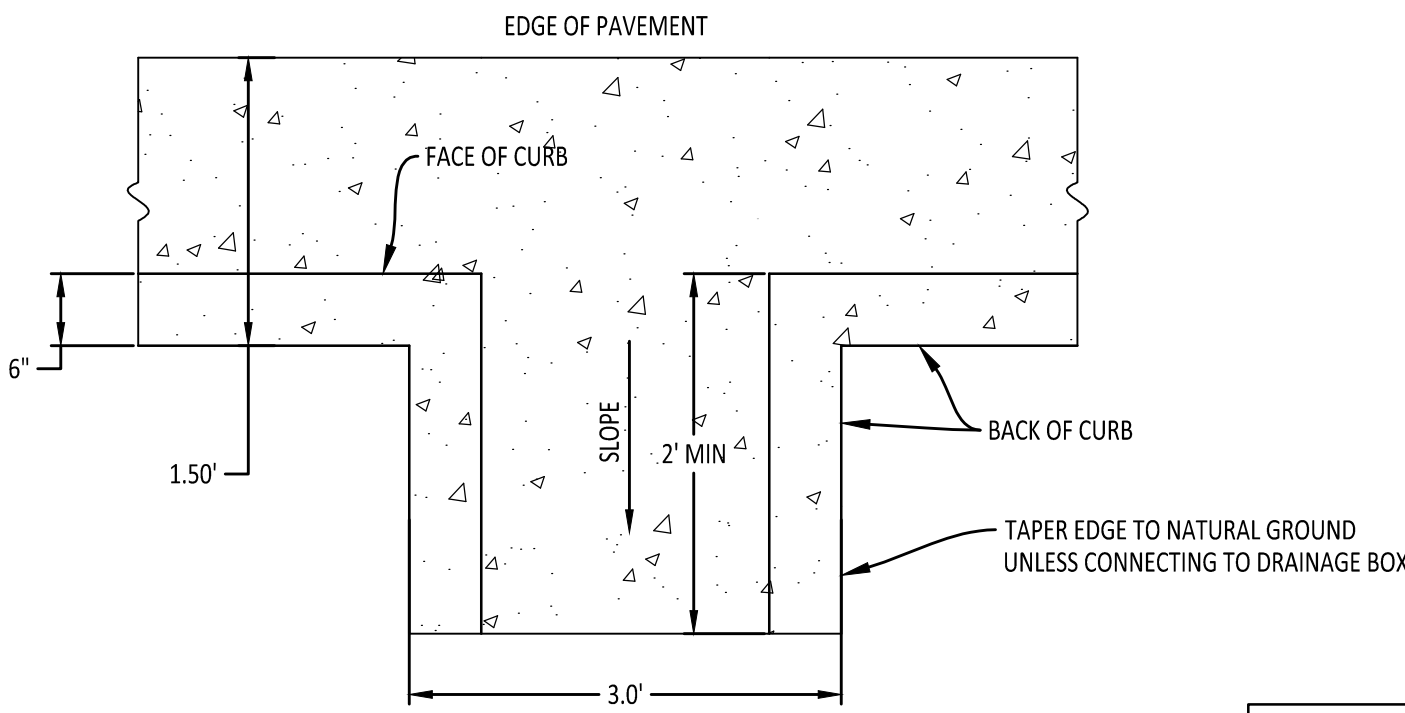 EDGE OF PAVEMENT
FACE OF CURB
6"
1.50'
SLOPE
2' MIN
BACK OF CURB
TAPER EDGE TO NATURAL GROUND
UNLESS CONNECTING TO DRAINAGE BOX
3.0'